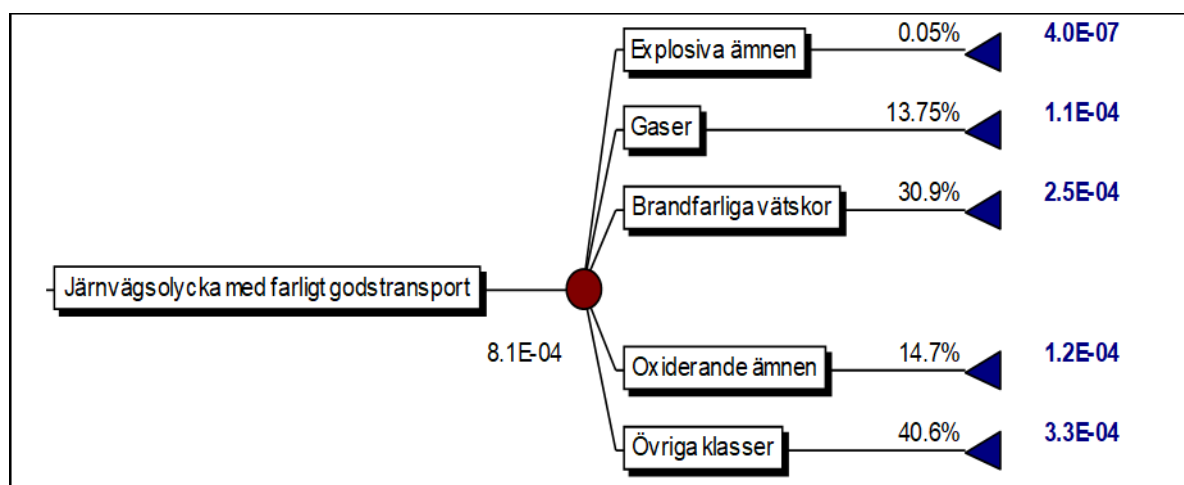 Explosiva ämnen 0.05% 4.0E-07
Gaser 13.75% 1.1E-04
Brandfarliga vätskor 30.9% 2.5E-04
Järnvägsolycka med farligt godstransport
8.1E-04
Oxiderande ämnen 14.7% 1.2E-04
Övriga klasser 40.6% 3.3E-04